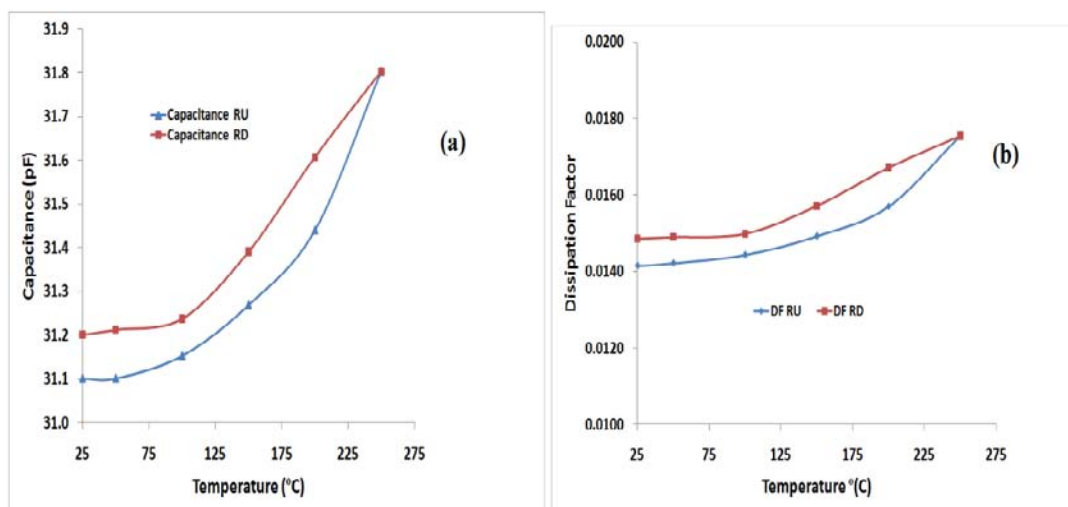 31.9
31.8
31.7
31.6
31.5
31.4
31.3
31.2
31.1
31.0
Capacitance (pF)
Capacitance RU
Capacitance RD
(a)
25 75 125 175 225 275
Temperature (°C)
0.0200
0.0180
0.0160
0.0140
0.0120
0.0100
Dissipation Factor
(b)
DF RU DF RD
25 75 125 175 225 275
Temperature °(C)